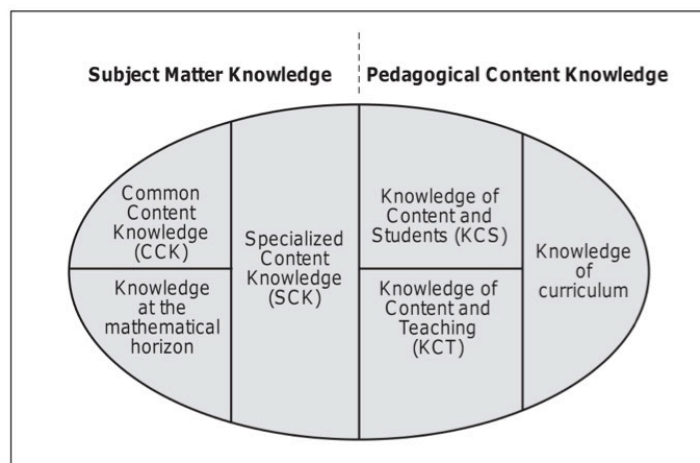 Subject Matter Knowledge
Pedagogical Content Knowledge
Common
Content
Knowledge
(CCK)
Knowledge
at the
mathematical
horizon
Specialized
Content
Knowledge
(SCK)
Knowledge of
Content and
Students (KCS)
Knowledge of
Content and
Teaching
(KCT)
Knowledge
of
curriculum